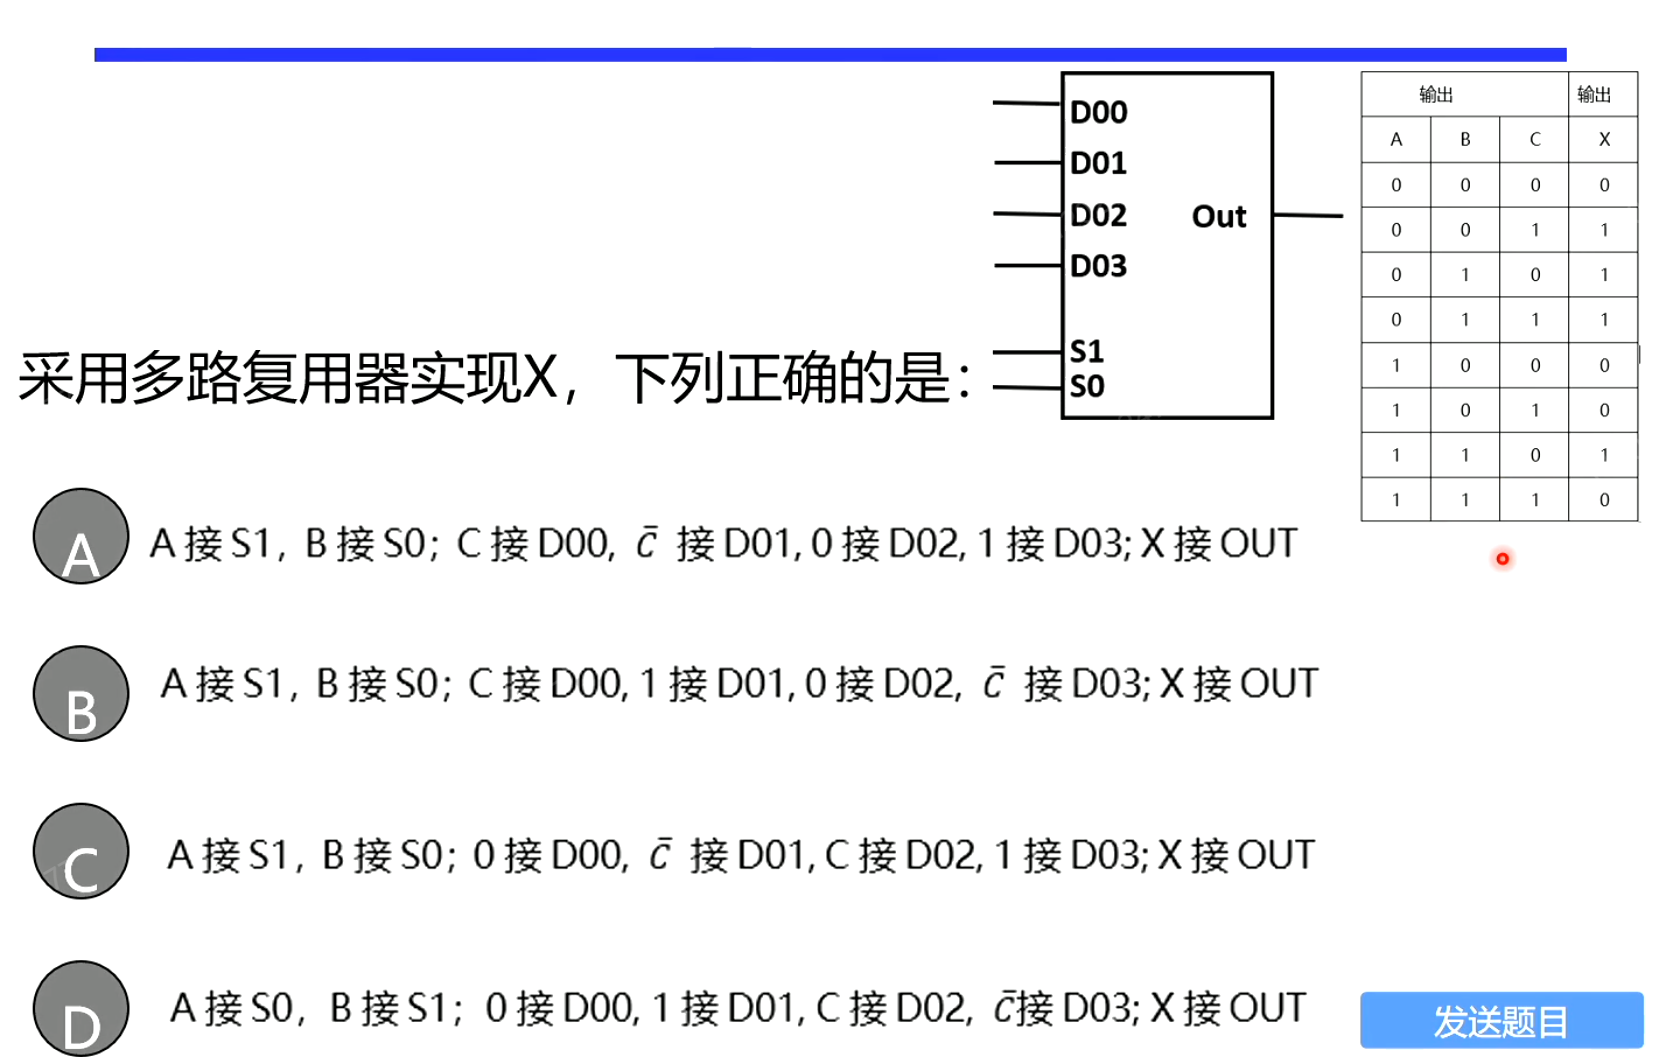 D00
D01
D02
D03
Out
S1
S0
输出 输出
A B C X
0 0 0 0
0 0 1 1
0 1 0 1
0 1 1 1
1 0 0 0
1 0 1 0
1 1 0 1
1 1 1 0
采用多路复用器实现X，下列正确的是：
A A 接 S1, B 接 S0; C 接 D00, c̄ 接 D01, 0 接 D02, 1 接 D03; X 接 OUT
B A 接 S1, B 接 S0; C 接 D00, 1 接 D01, 0 接 D02, c̄ 接 D03; X 接 OUT
C A 接 S1, B 接 S0; 0 接 D00, c̄ 接 D01, C 接 D02, 1 接 D03; X 接 OUT
D A 接 S0, B 接 S1; 0 接 D00, 1 接 D01, C 接 D02, c̄接 D03; X 接 OUT
发送题目